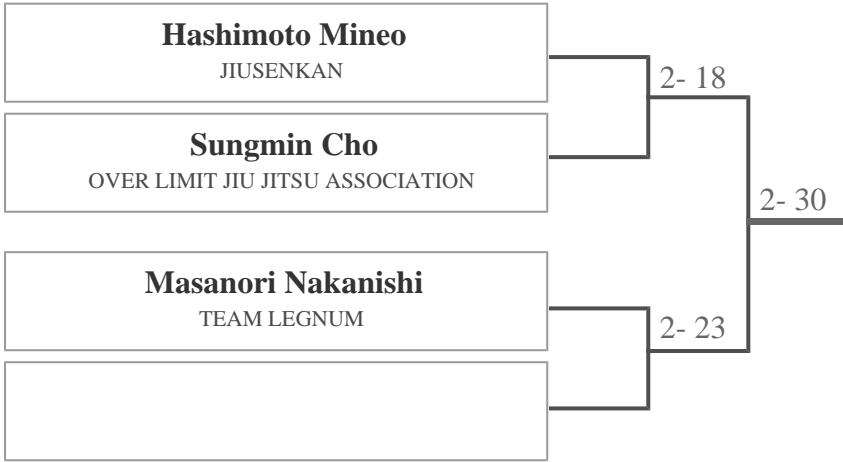 Hashimoto Mineo
JIUSENKAN
2- 18
Sungmin Cho
OVER LIMIT JIU JITSU ASSOCIATION
2- 30
Masanori Nakanishi
TEAM LEGNUM
2- 23